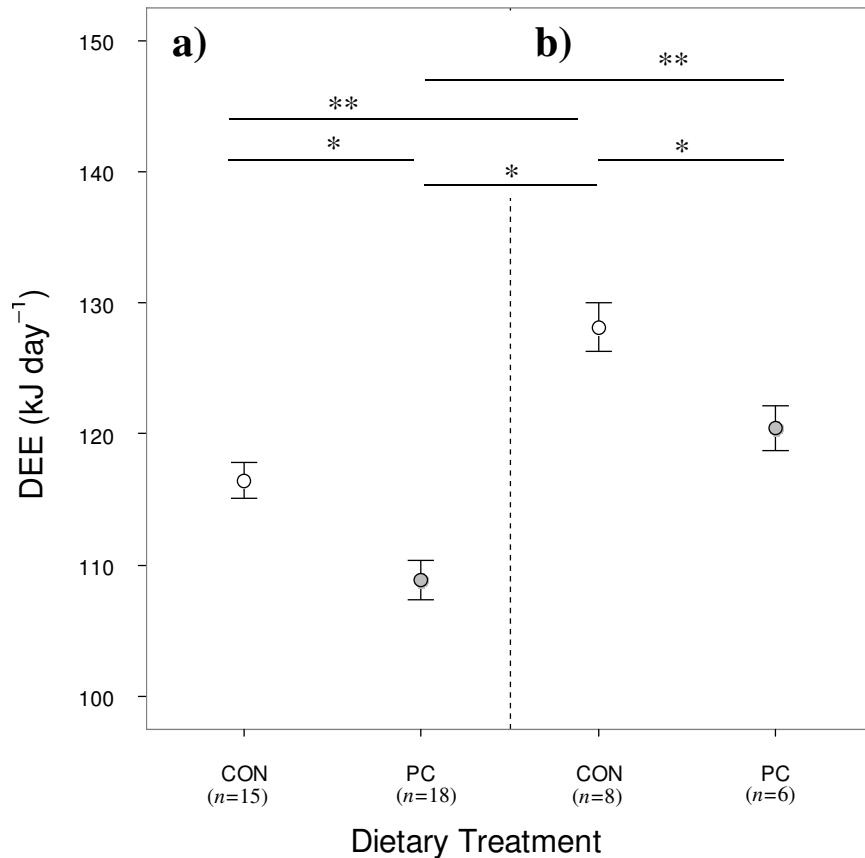 a)
b)
150
**
**
*
*
140
*
130
120
110
100
DEE (kJ day⁻¹)
CON
PC
CON
PC
(n=15)
(n=18)
(n=8)
(n=6)
Dietary Treatment